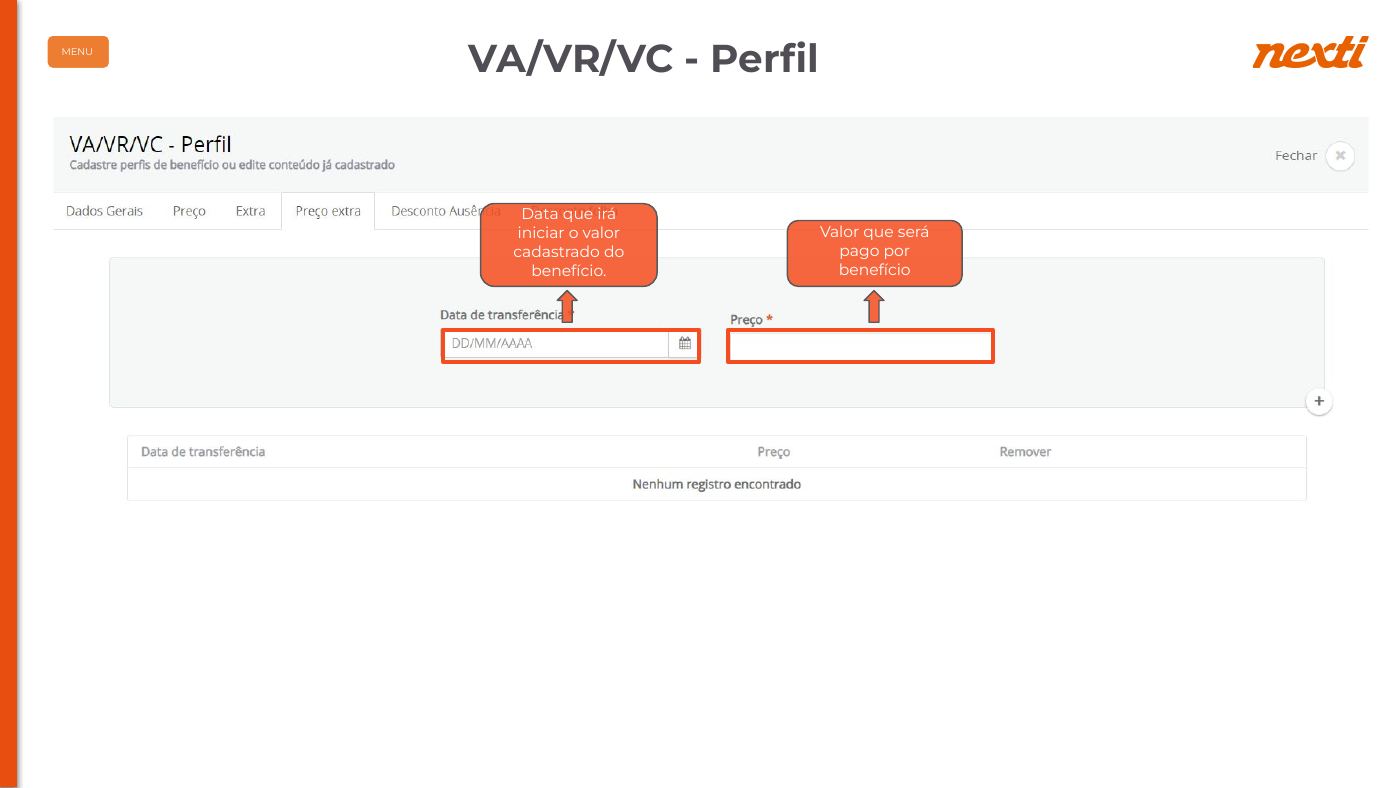 MENU
VA/VR/VC - Perfil
nexti
VA/VR/VC - Perfil
Cadastre perfis de benefício ou edite conteúdo já cadastrado
Fechar
Dados Gerais
Preço
Extra
Preço extra
Desconto Ausência
Data que irá
iniciar o valor
cadastrado do
benefício.
Valor que será
pago por
benefício
Data de transferência *
Preço *
DD/MM/AAAA
+
Data de transferência
Preço
Remover
Nenhum registro encontrado